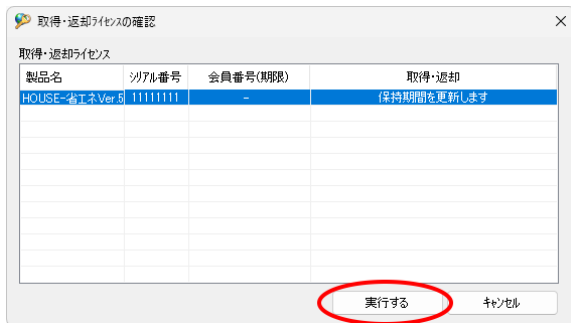 取得・返却ライセンスの確認
取得・返却ライセンス
製品名 シリアル番号 会員番号(期限) 取得・返却
HOUSE-省エネVer.5 11111111 - 保持期間を更新します
実行する キャンセル